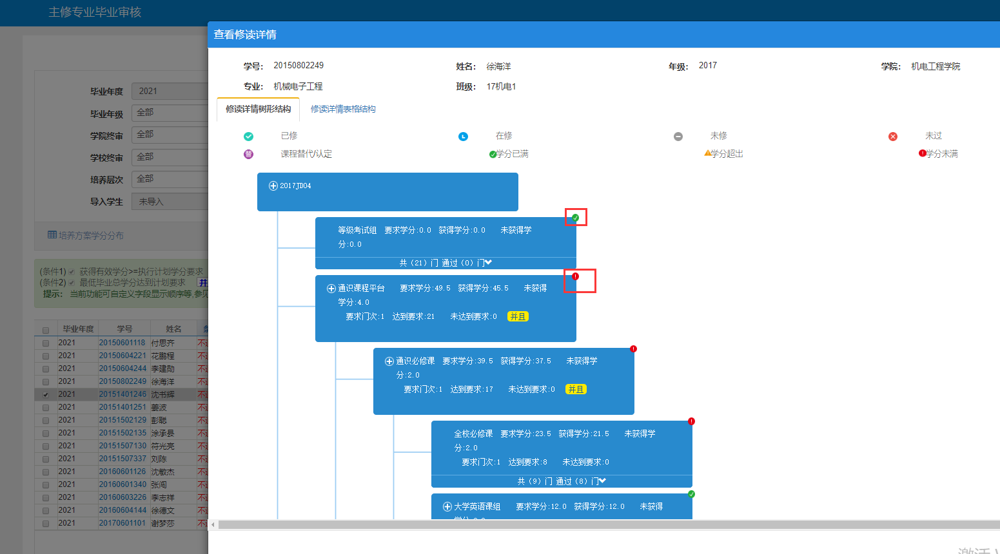 主修专业毕业审核
查看修读详情
学号： 20150802249 姓名： 徐海洋 年级： 2017 学院： 机电工程学院
专业： 机械电子工程 班级： 17机电1
修读详情树形结构 修读详情表格结构
已修 在修 未修 未过
替 课程替代/认定 学分已满 学分超出 学分未满
2017JD04
等级考试组 要求学分:0.0 获得学分:0.0 未获得学
分:0.0
共（21）门 通过（0）门
通识课程平台 要求学分:49.5 获得学分:45.5 未获得
学分:4.0
要求门次:1 达到要求:21 未达到要求:0 并且
通识必修课 要求学分:39.5 获得学分:37.5 未获得学
分:2.0
要求门次:1 达到要求:17 未达到要求:0 并且
全校必修课 要求学分:23.5 获得学分:21.5 未获得学
分:2.0
要求门次:1 达到要求:8 未达到要求:0
共（9）门 通过（8）门
大学英语课组 要求学分:12.0 获得学分:12.0 未获得
毕业年度 2021
毕业年级 全部
学院终审 全部
学校终审 全部
培养层次 全部
导入学生 未导入
培养方案学分分布
(条件1) 获得有效学分>=执行计划学分要求
(条件2) 最低毕业总学分达到计划要求 并
提示： 当前功能可自定义字段显示顺序等,参见
毕业年度 学号 姓名
2021 20150601118 付思齐 不
2021 20150604221 花鹏程 不
2021 20150604244 李建勋 不
2021 20150802249 徐海洋 不
2021 20151401246 沈书辉 不
2021 20151401251 姜波 不
2021 20151502129 彭聪 不
2021 20151502135 涂承昙 不
2021 20151507130 符光亮 不
2021 20151507337 刘陈 不
2021 20160601126 沈敏杰 不
2021 20160601340 张闯 不
2021 20160603226 李志祥 不
2021 20160604144 徐德文 不
2021 20170601101 谢梦莎 不